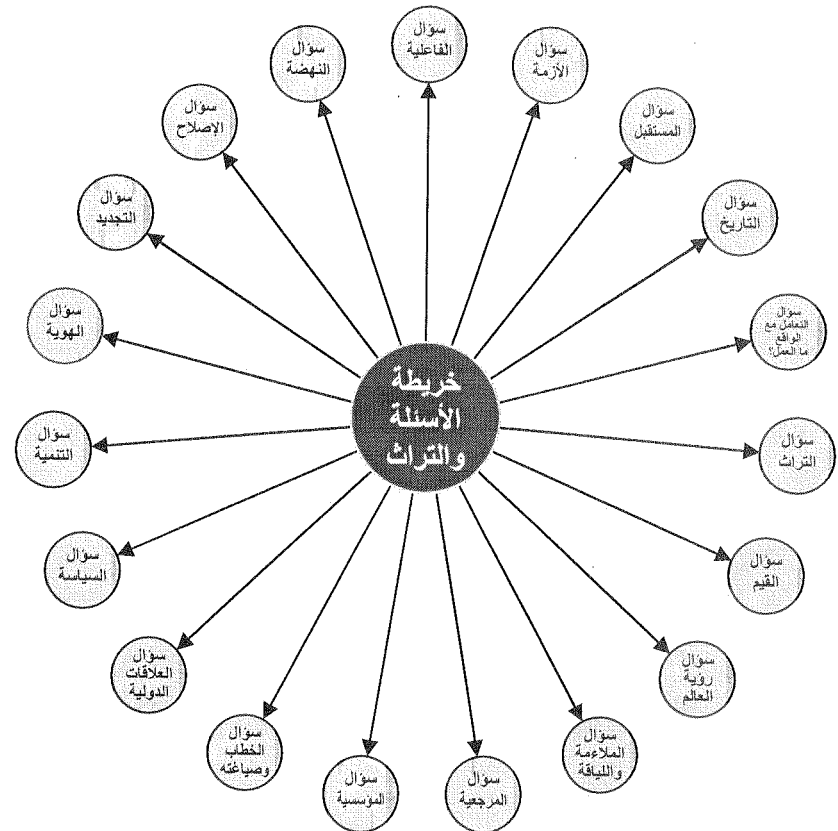 سؤال
الفاعلية
سؤال
الأزمة
سؤال
المستقبل
سؤال
التاريخ
سؤال
التعامل مع
الواقع
ما العمل؟
سؤال
التراث
سؤال
القيم
سؤال
رؤية
العالم
سؤال
الملاءمة
واللياقة
سؤال
المرجعية
سؤال
المؤسسية
سؤال
الخطاب
وصياغته
سؤال
العلاقات
الدولية
سؤال
السياسة
سؤال
التنمية
سؤال
الهوية
سؤال
التجديد
سؤال
الإصلاح
سؤال
النهضة
خريطة
الأسئلة
والتراث